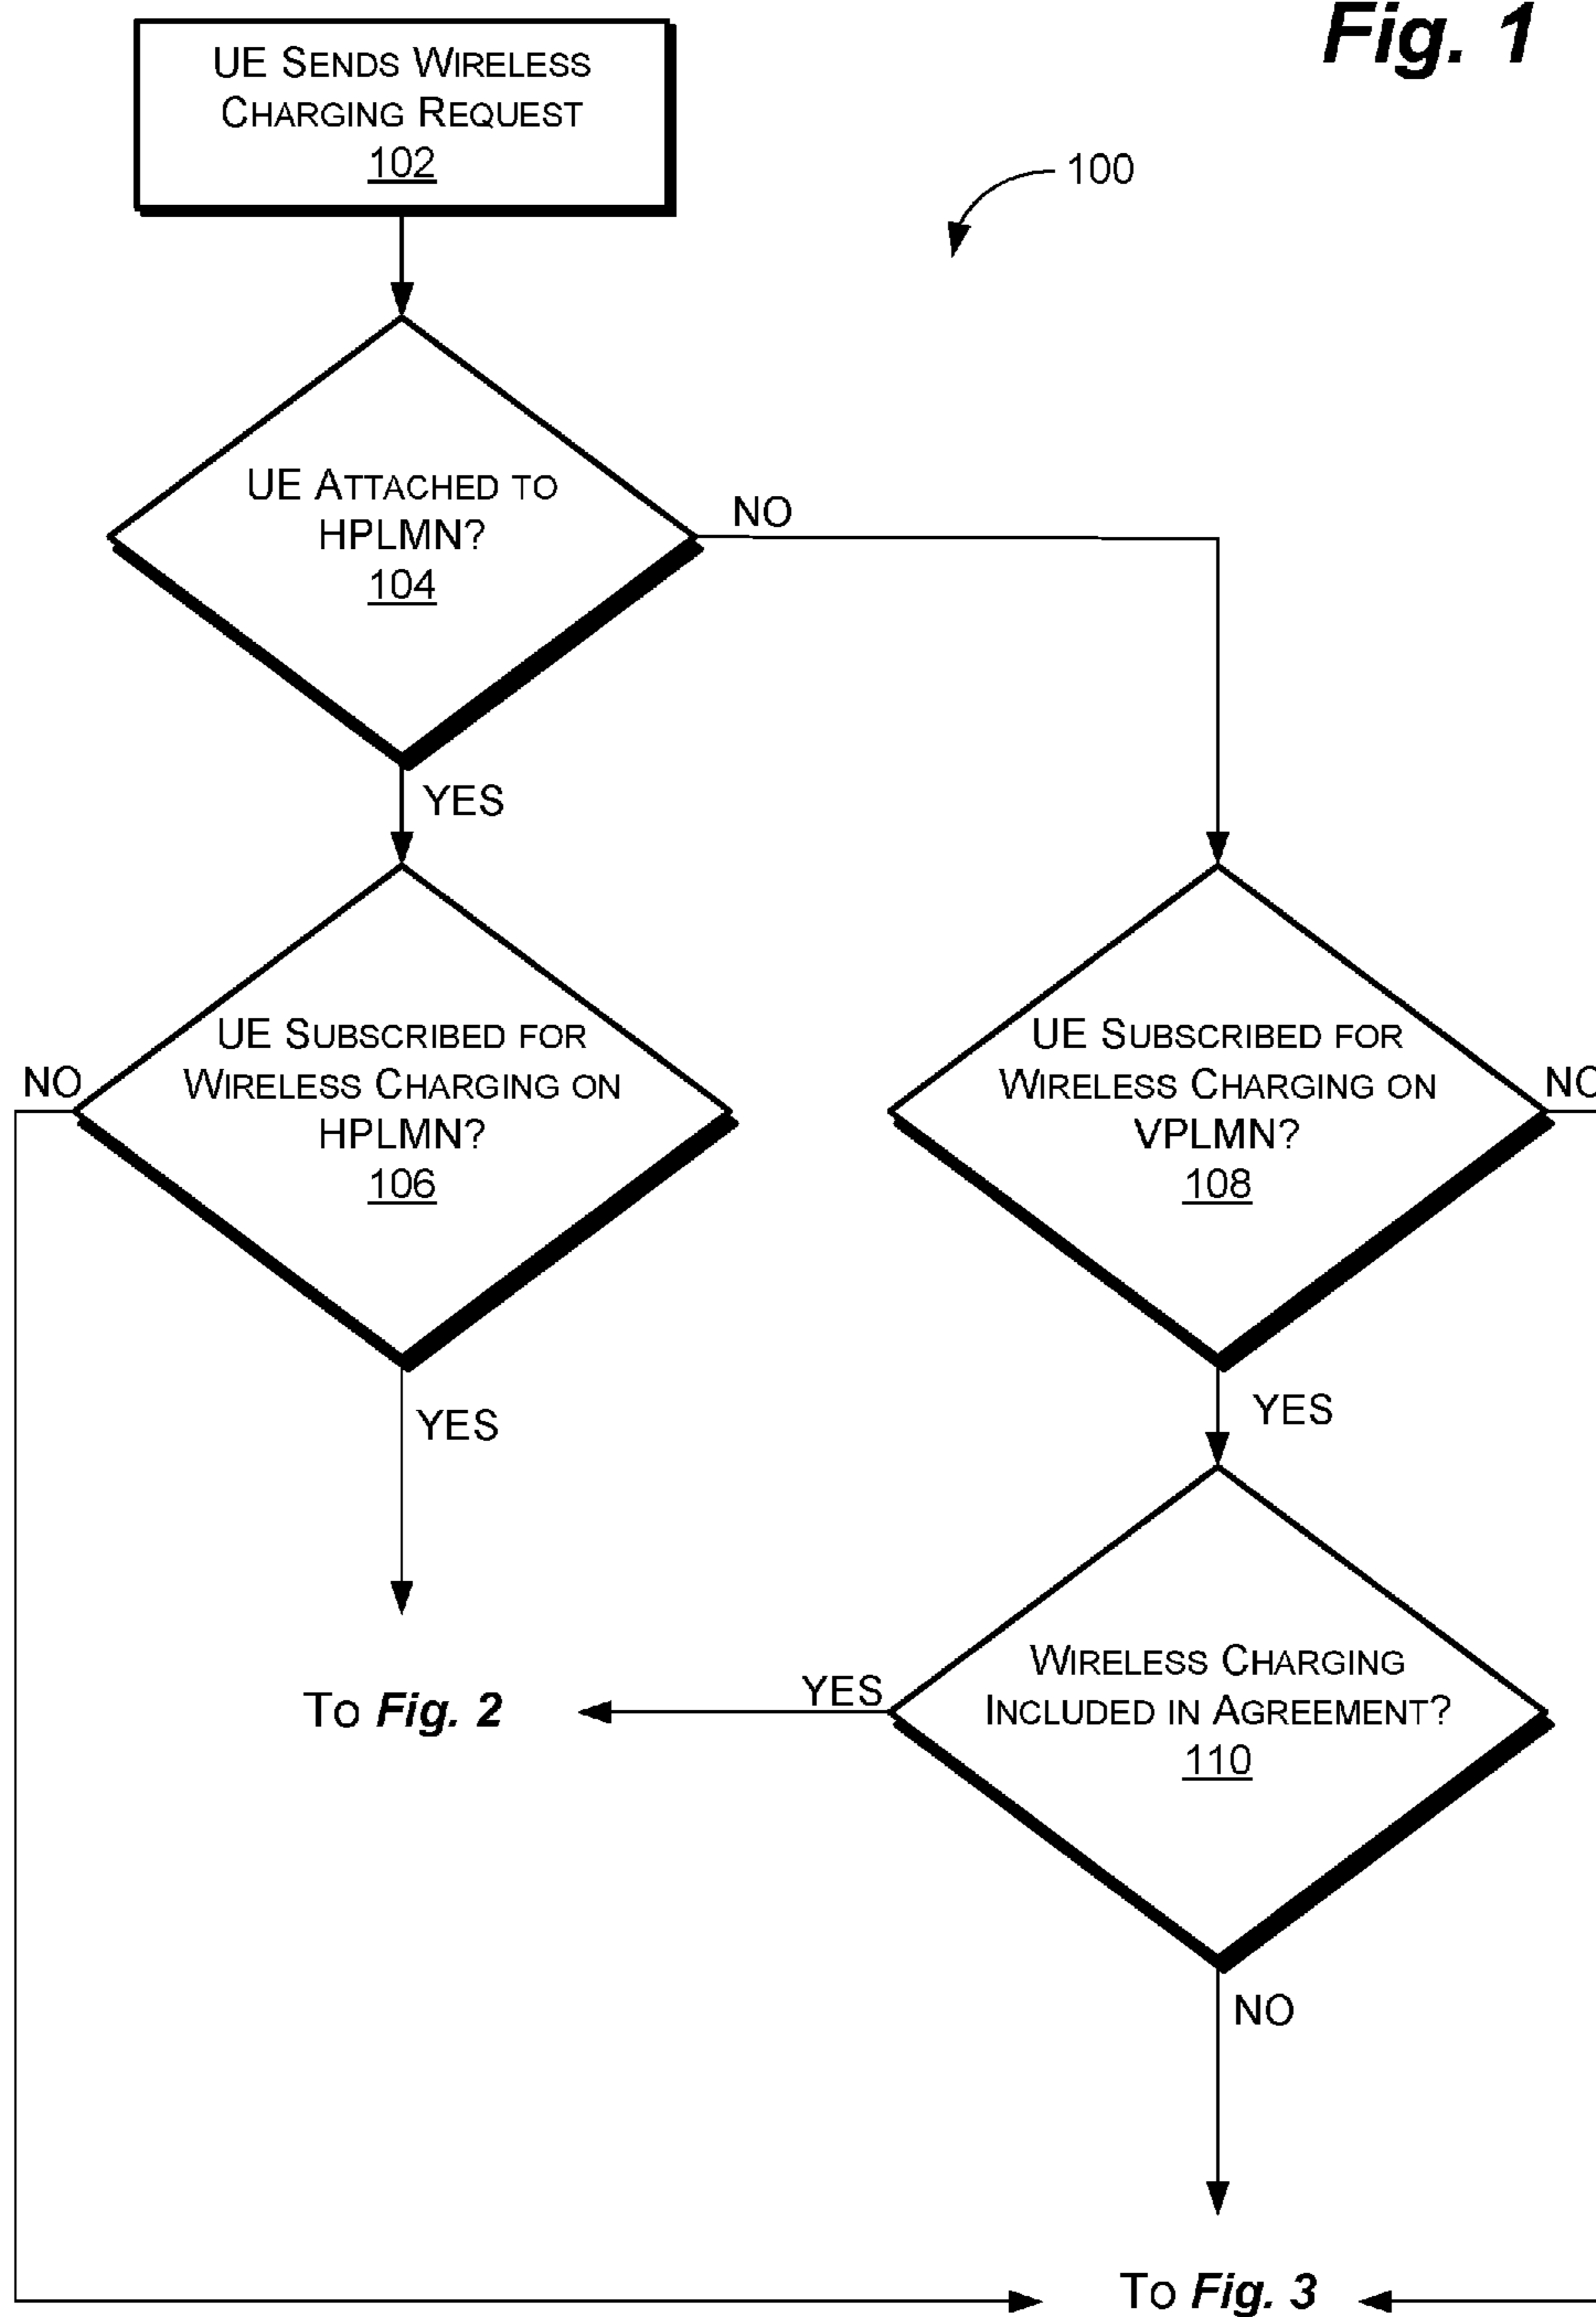 Fig. 1
UE SENDS WIRELESS
CHARGING REQUEST
102
100
UE ATTACHED TO
HPLMN?
104
NO
YES
UE SUBSCRIBED FOR
WIRELESS CHARGING ON
HPLMN?
106
NO
YES
UE SUBSCRIBED FOR
WIRELESS CHARGING ON
VPLMN?
108
NO
YES
WIRELESS CHARGING
INCLUDED IN AGREEMENT?
110
YES
To Fig. 2
NO
To Fig. 3